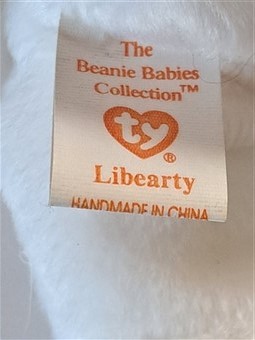 The
Beanie Babies
Collection™
ty®
Libearty
HANDMADE IN CHINA